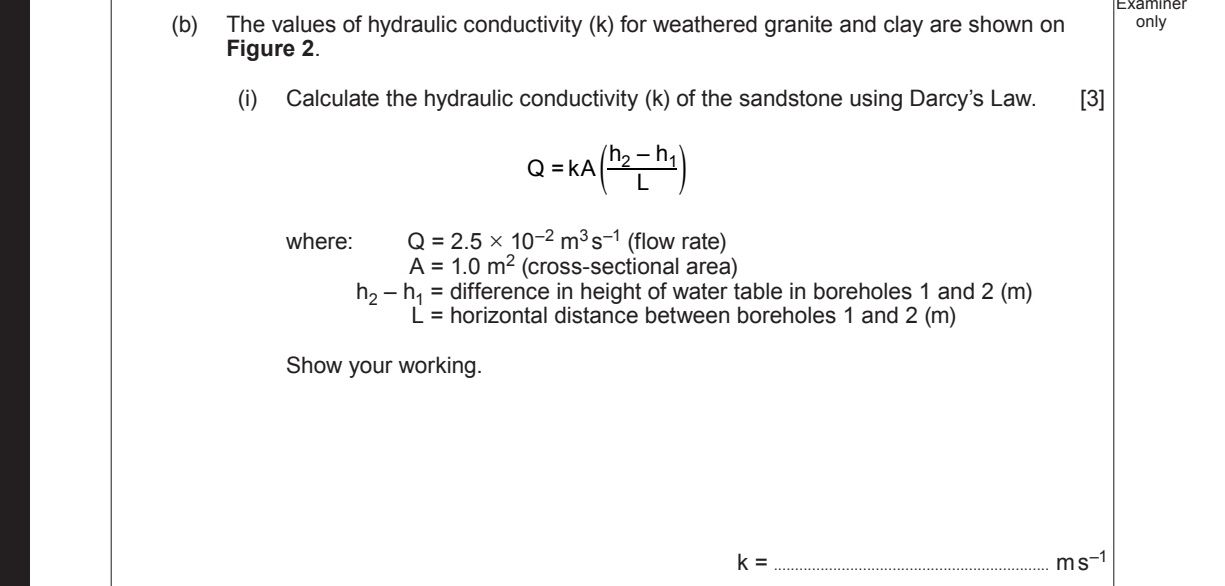 Examiner
only
(b) The values of hydraulic conductivity (k) for weathered granite and clay are shown on
Figure 2.
(i) Calculate the hydraulic conductivity (k) of the sandstone using Darcy’s Law. [3]
Q = kA((h₂ – h₁)/L)
where: Q = 2.5 × 10⁻² m³ s⁻¹ (flow rate)
A = 1.0 m² (cross-sectional area)
h₂ – h₁ = difference in height of water table in boreholes 1 and 2 (m)
L = horizontal distance between boreholes 1 and 2 (m)
Show your working.
k = .................................................................... m s⁻¹